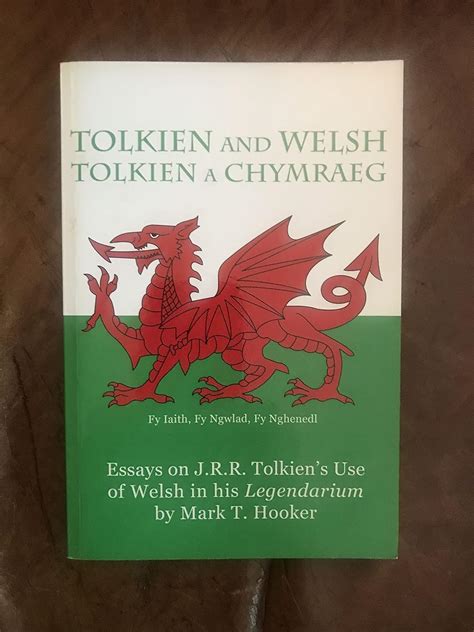 TOLKIEN AND WELSH
TOLKIEN A CHYMRAEG
Fy Iaith, Fy Ngwlad, Fy Nghenedl
Essays on J.R.R. Tolkien's Use
of Welsh in his Legendarium
by Mark T. Hooker